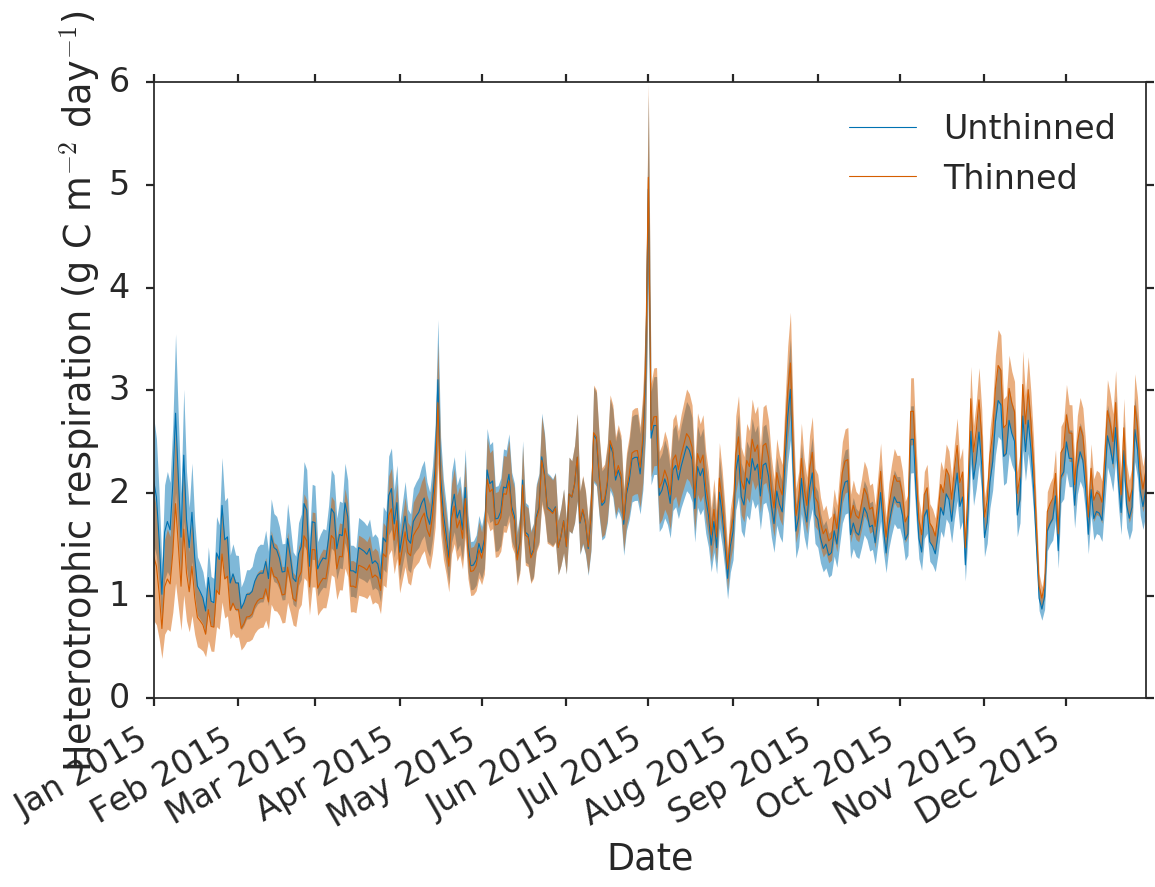 Heterotrophic respiration (g C m⁻² day⁻¹)
6
5
4
3
2
1
0
Unthinned
Thinned
Jan 2015
Feb 2015
Mar 2015
Apr 2015
May 2015
Jun 2015
Jul 2015
Aug 2015
Sep 2015
Oct 2015
Nov 2015
Dec 2015
Date